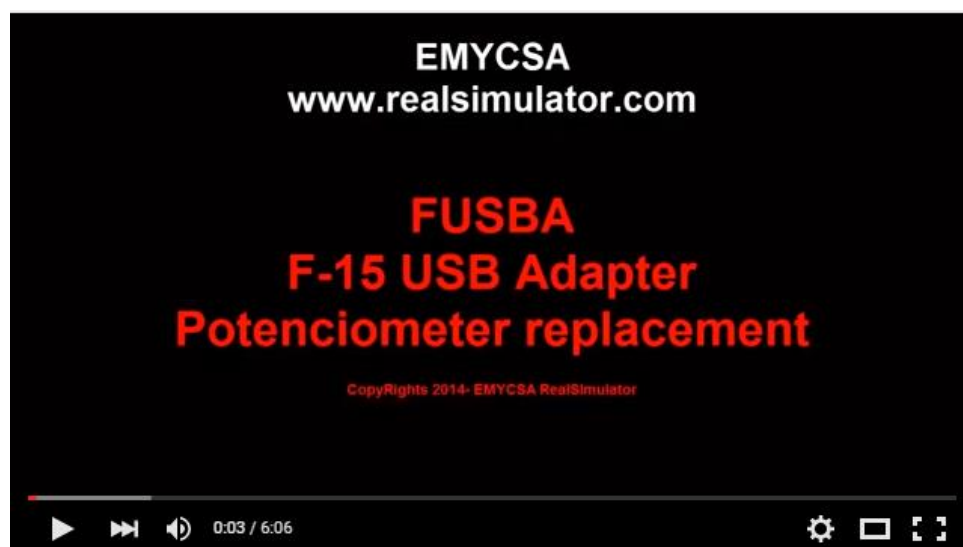 EMYCSA
www.realsimulator.com
FUSBA
F-15 USB Adapter
Potenciometer replacement
CopyRights 2014- EMYCSA RealSImulator
0:03 / 6:06